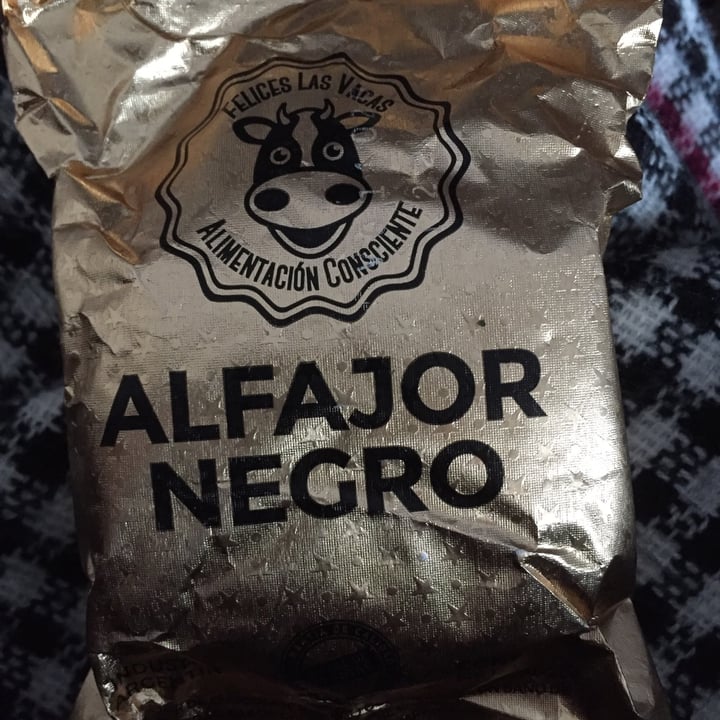 FELICES LAS VACAS
ALIMENTACIÓN CONSCIENTE
ALFAJOR
NEGRO